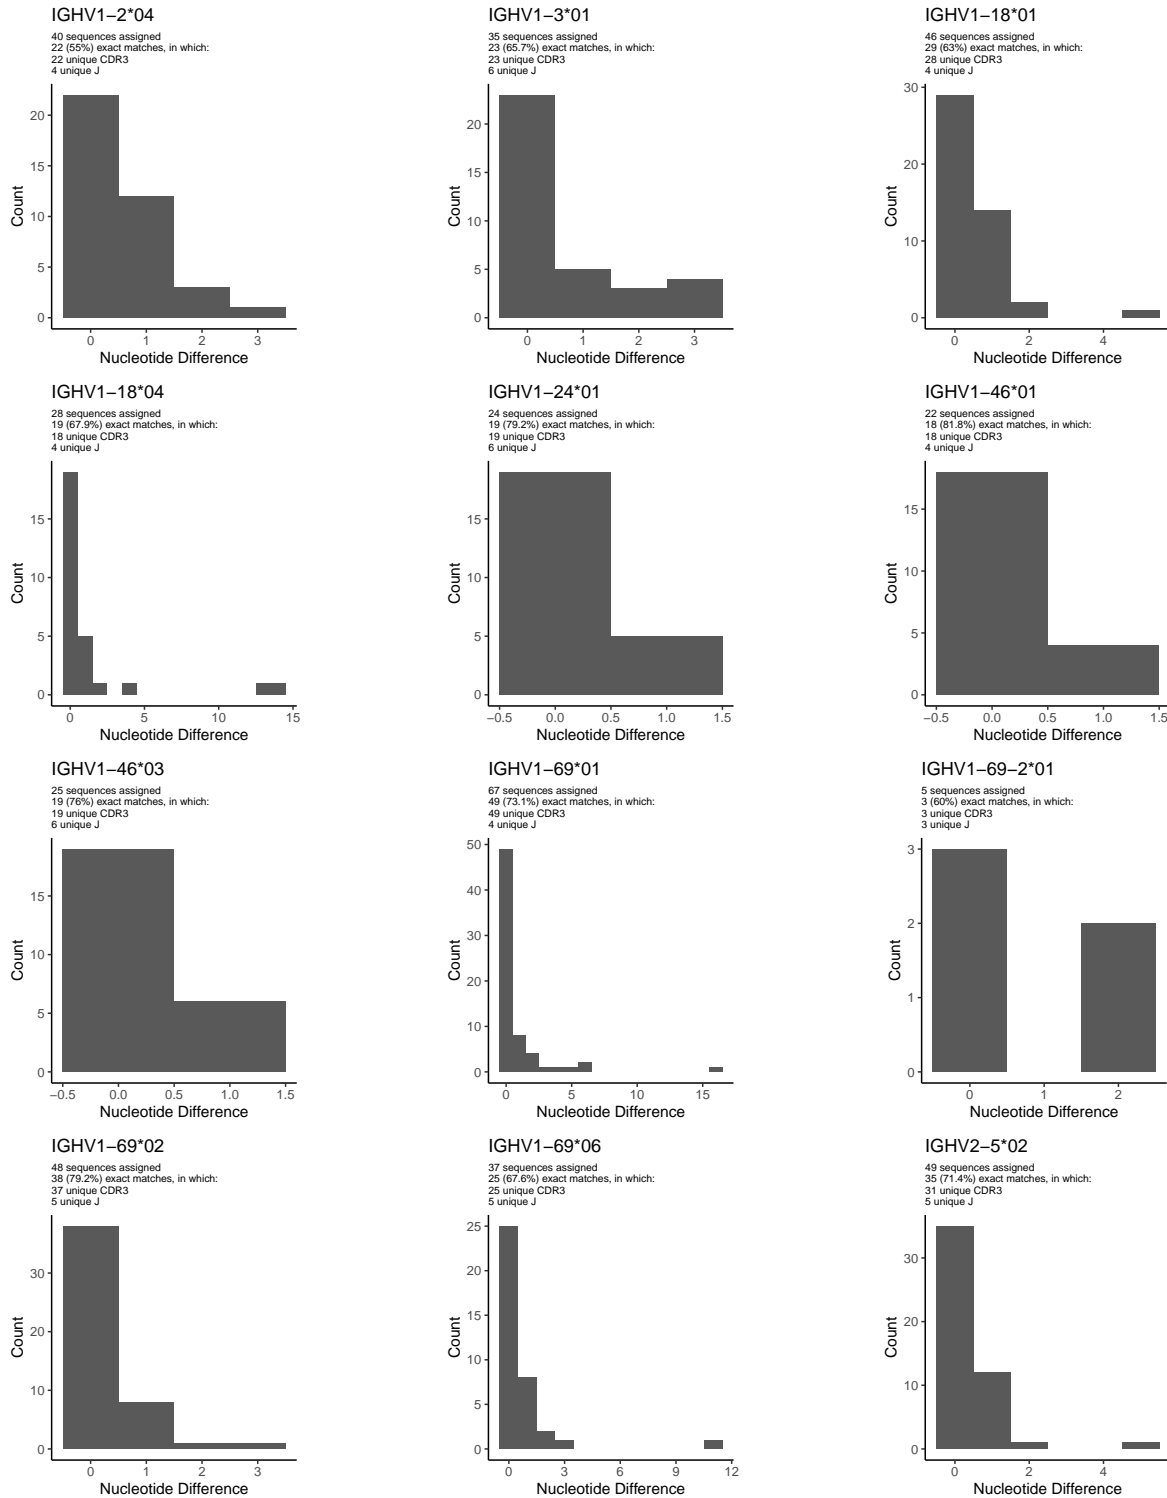 IGHV1−2*04
40 sequences assigned
22 (55%) exact matches, in which:
22 unique CDR3
4 unique J
20
15
10
5
0
Count
0 1 2 3
Nucleotide Difference
IGHV1−3*01
35 sequences assigned
23 (65.7%) exact matches, in which:
23 unique CDR3
6 unique J
20
15
10
5
0
Count
0 1 2 3
Nucleotide Difference
IGHV1−18*01
46 sequences assigned
29 (63%) exact matches, in which:
28 unique CDR3
4 unique J
30
20
10
0
Count
0 2 4
Nucleotide Difference
IGHV1−18*04
28 sequences assigned
19 (67.9%) exact matches, in which:
18 unique CDR3
4 unique J
15
10
5
0
Count
0 5 10 15
Nucleotide Difference
IGHV1−24*01
24 sequences assigned
19 (79.2%) exact matches, in which:
19 unique CDR3
6 unique J
15
10
5
0
Count
−0.5 0.0 0.5 1.0 1.5
Nucleotide Difference
IGHV1−46*01
22 sequences assigned
18 (81.8%) exact matches, in which:
18 unique CDR3
4 unique J
15
10
5
0
Count
−0.5 0.0 0.5 1.0 1.5
Nucleotide Difference
IGHV1−46*03
25 sequences assigned
19 (76%) exact matches, in which:
19 unique CDR3
6 unique J
15
10
5
0
Count
−0.5 0.0 0.5 1.0 1.5
Nucleotide Difference
IGHV1−69*01
67 sequences assigned
49 (73.1%) exact matches, in which:
49 unique CDR3
4 unique J
50
40
30
20
10
0
Count
0 5 10 15
Nucleotide Difference
IGHV1−69−2*01
5 sequences assigned
3 (60%) exact matches, in which:
3 unique CDR3
3 unique J
3
2
1
0
Count
0 1 2
Nucleotide Difference
IGHV1−69*02
48 sequences assigned
38 (79.2%) exact matches, in which:
37 unique CDR3
5 unique J
30
20
10
0
Count
0 1 2 3
Nucleotide Difference
IGHV1−69*06
37 sequences assigned
25 (67.6%) exact matches, in which:
25 unique CDR3
5 unique J
25
20
15
10
5
0
Count
0 3 6 9 12
Nucleotide Difference
IGHV2−5*02
49 sequences assigned
35 (71.4%) exact matches, in which:
31 unique CDR3
5 unique J
30
20
10
0
Count
0 2 4
Nucleotide Difference